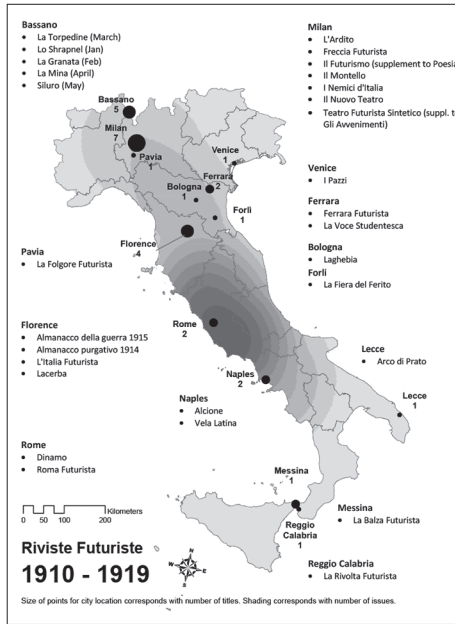 Bassano
• La Torpedine (March)
• Lo Shrapnel (Jan)
• La Granata (Feb)
• La Mina (April)
• Siluro (May)
Milan
• L'Ardito
• Freccia Futurista
• Il Futurismo (supplement to Poesia
• Il Montello
• I Nemici d'Italia
• Il Nuovo Teatro
• Teatro Futurista Sintetico (suppl. t
Gli Avvenimenti)
Bassano
5
Milan
7
Pavia
1
Venice
1
Ferrara
2
Bologna
1
Forlì
1
Florence
4
Venice
• I Pazzi
Ferrara
• Ferrara Futurista
• La Voce Studentesca
Bologna
• Laghebia
Forlì
• La Fiera del Ferito
Pavia
• La Folgore Futurista
Florence
• Almanacco della guerra 1915
• Almanacco purgativo 1914
• L'Italia Futurista
• Lacerba
Rome
2
Naples
2
Lecce
• Arco di Prato
Lecce
1
Naples
• Alcione
• Vela Latina
Rome
• Dinamo
• Roma Futurista
Messina
1
Reggio
Calabria
1
Messina
• La Balza Futurista
Reggio Calabria
• La Rivolta Futurista
Kilometers
0 50 100 200
N
W E
S
Riviste Futuriste
1910 - 1919
Size of points for city location corresponds with number of titles. Shading corresponds with number of issues.